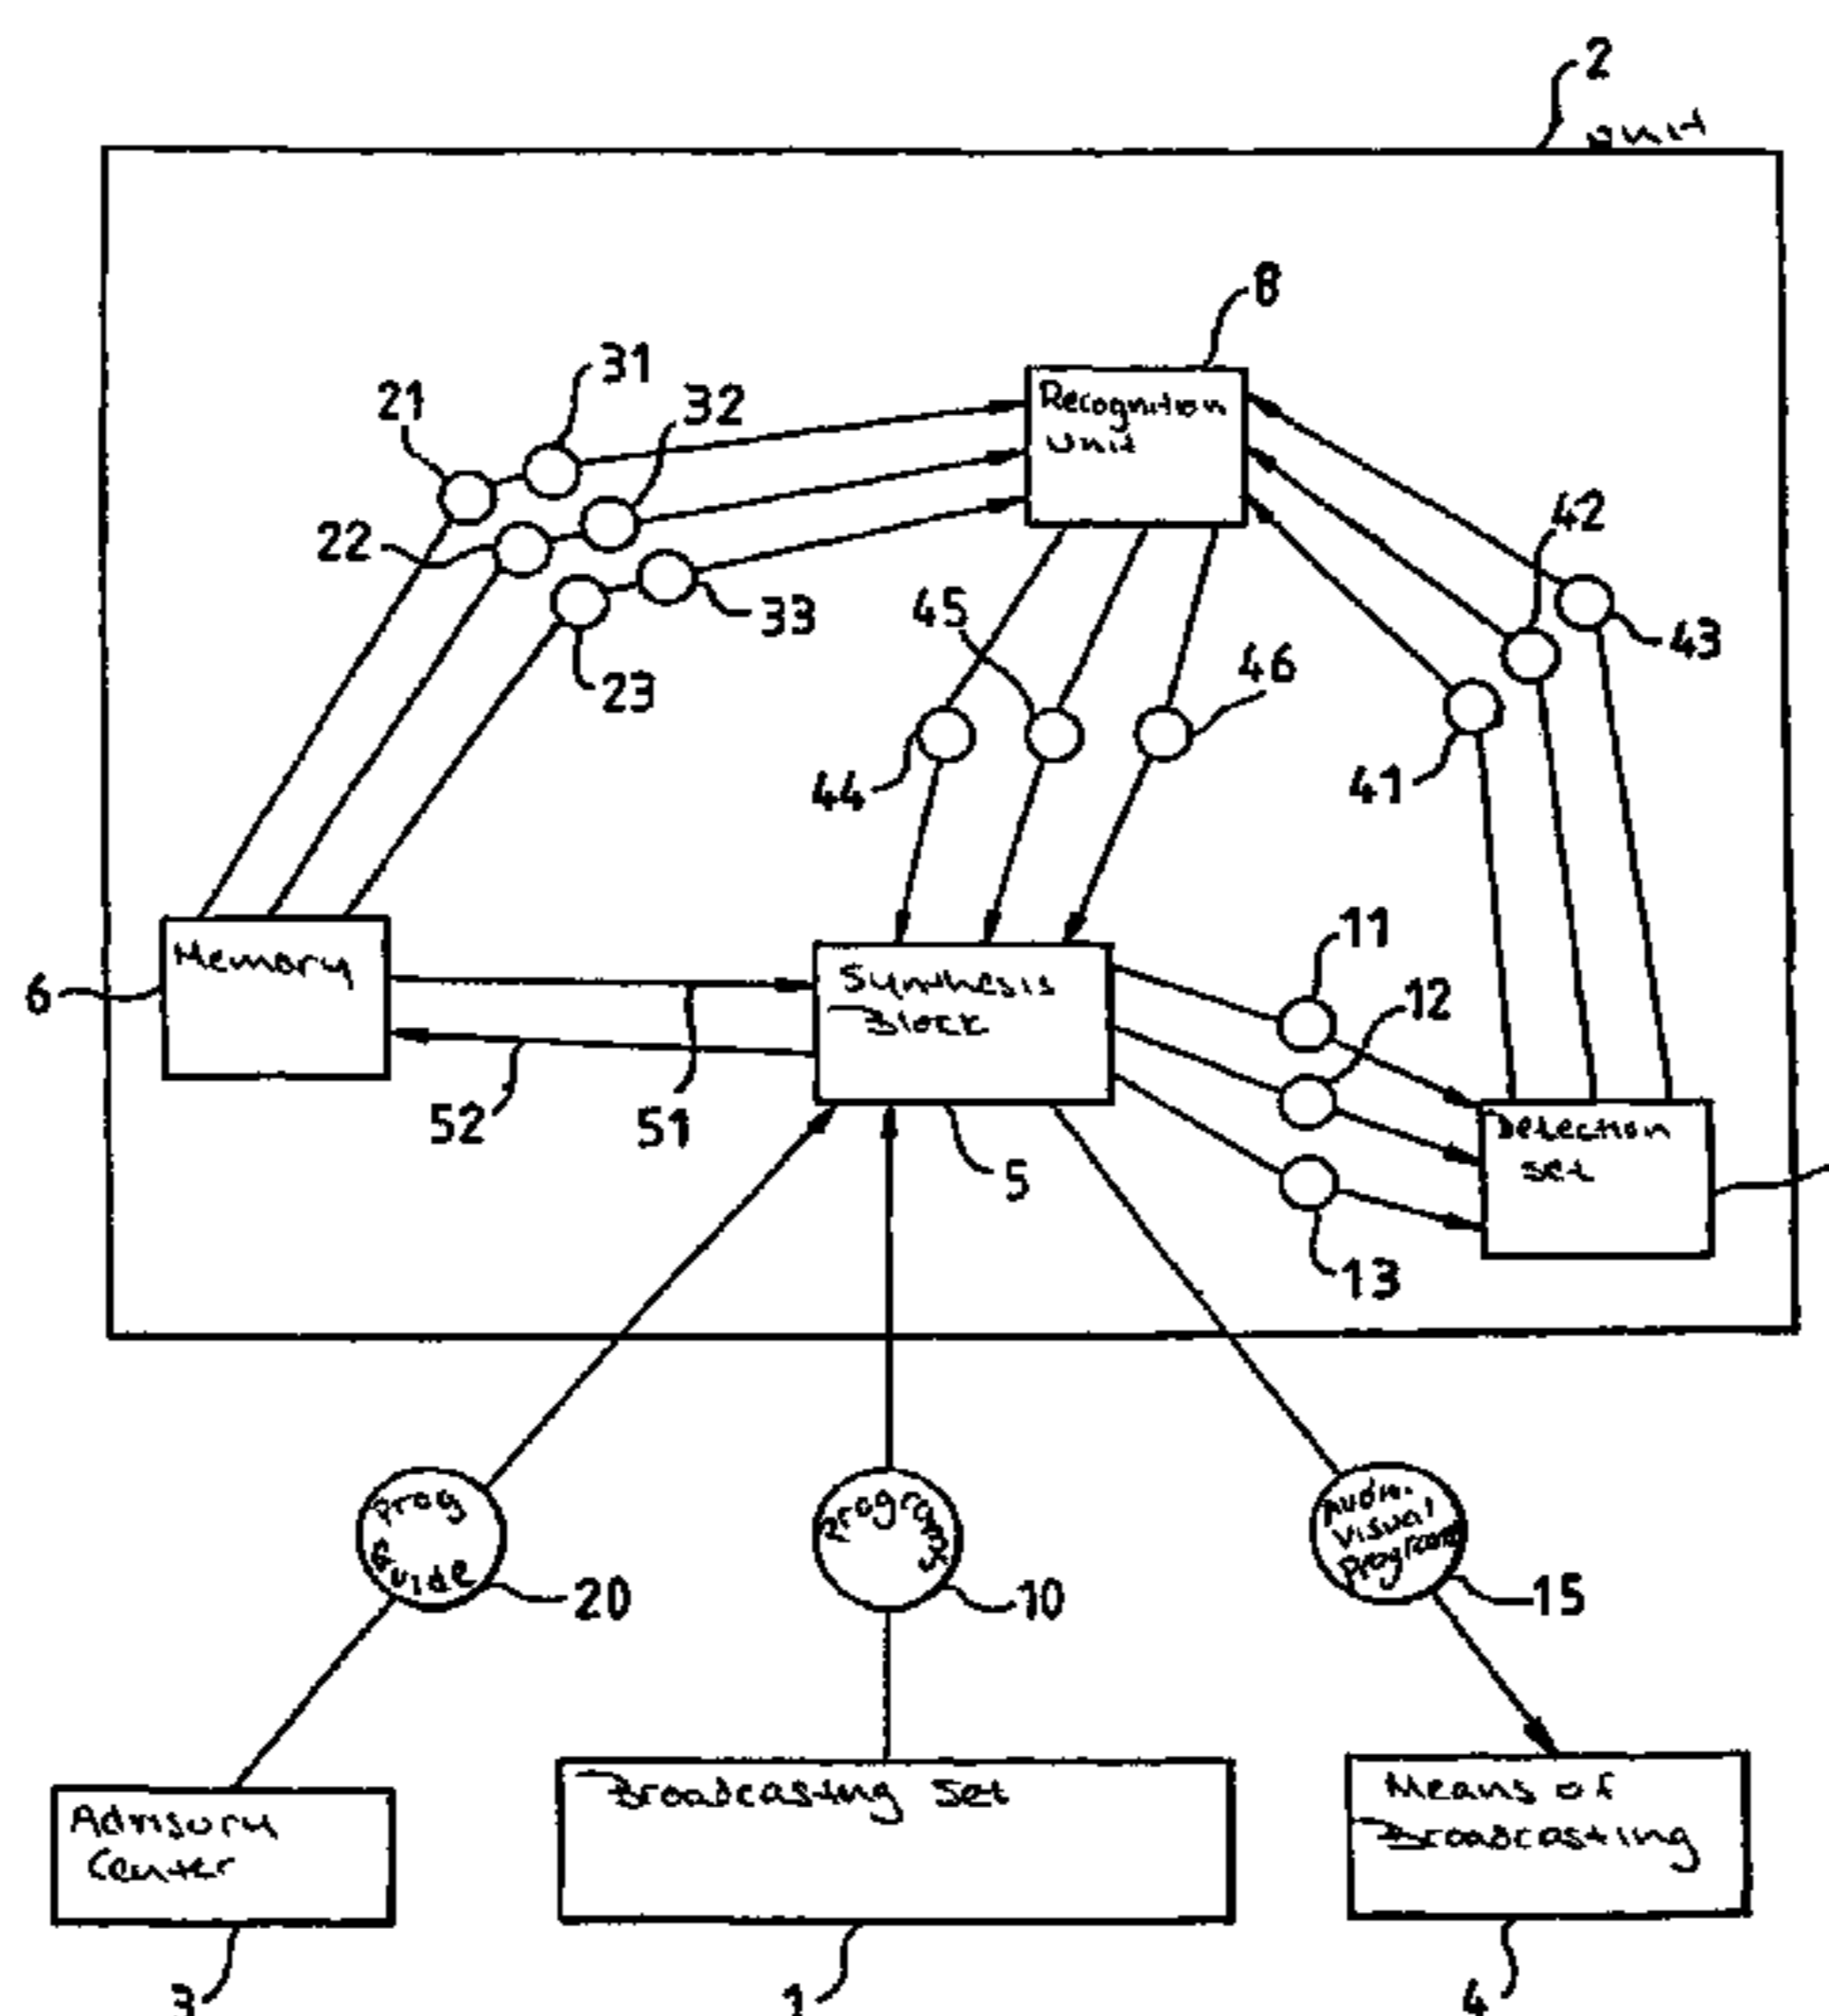 2
unit
8
Recognition
Unit
31
21
32
22
33
23
45
46
44
42
43
41
Memory
6
51
52
Synthesis
Block
5
11
12
13
Detection
set
Prog
Guide
20
Program
10
Audio-
Visual
Program
15
Advisory
Center
3
Broadcasting Set
1
Means of
Broadcasting
4